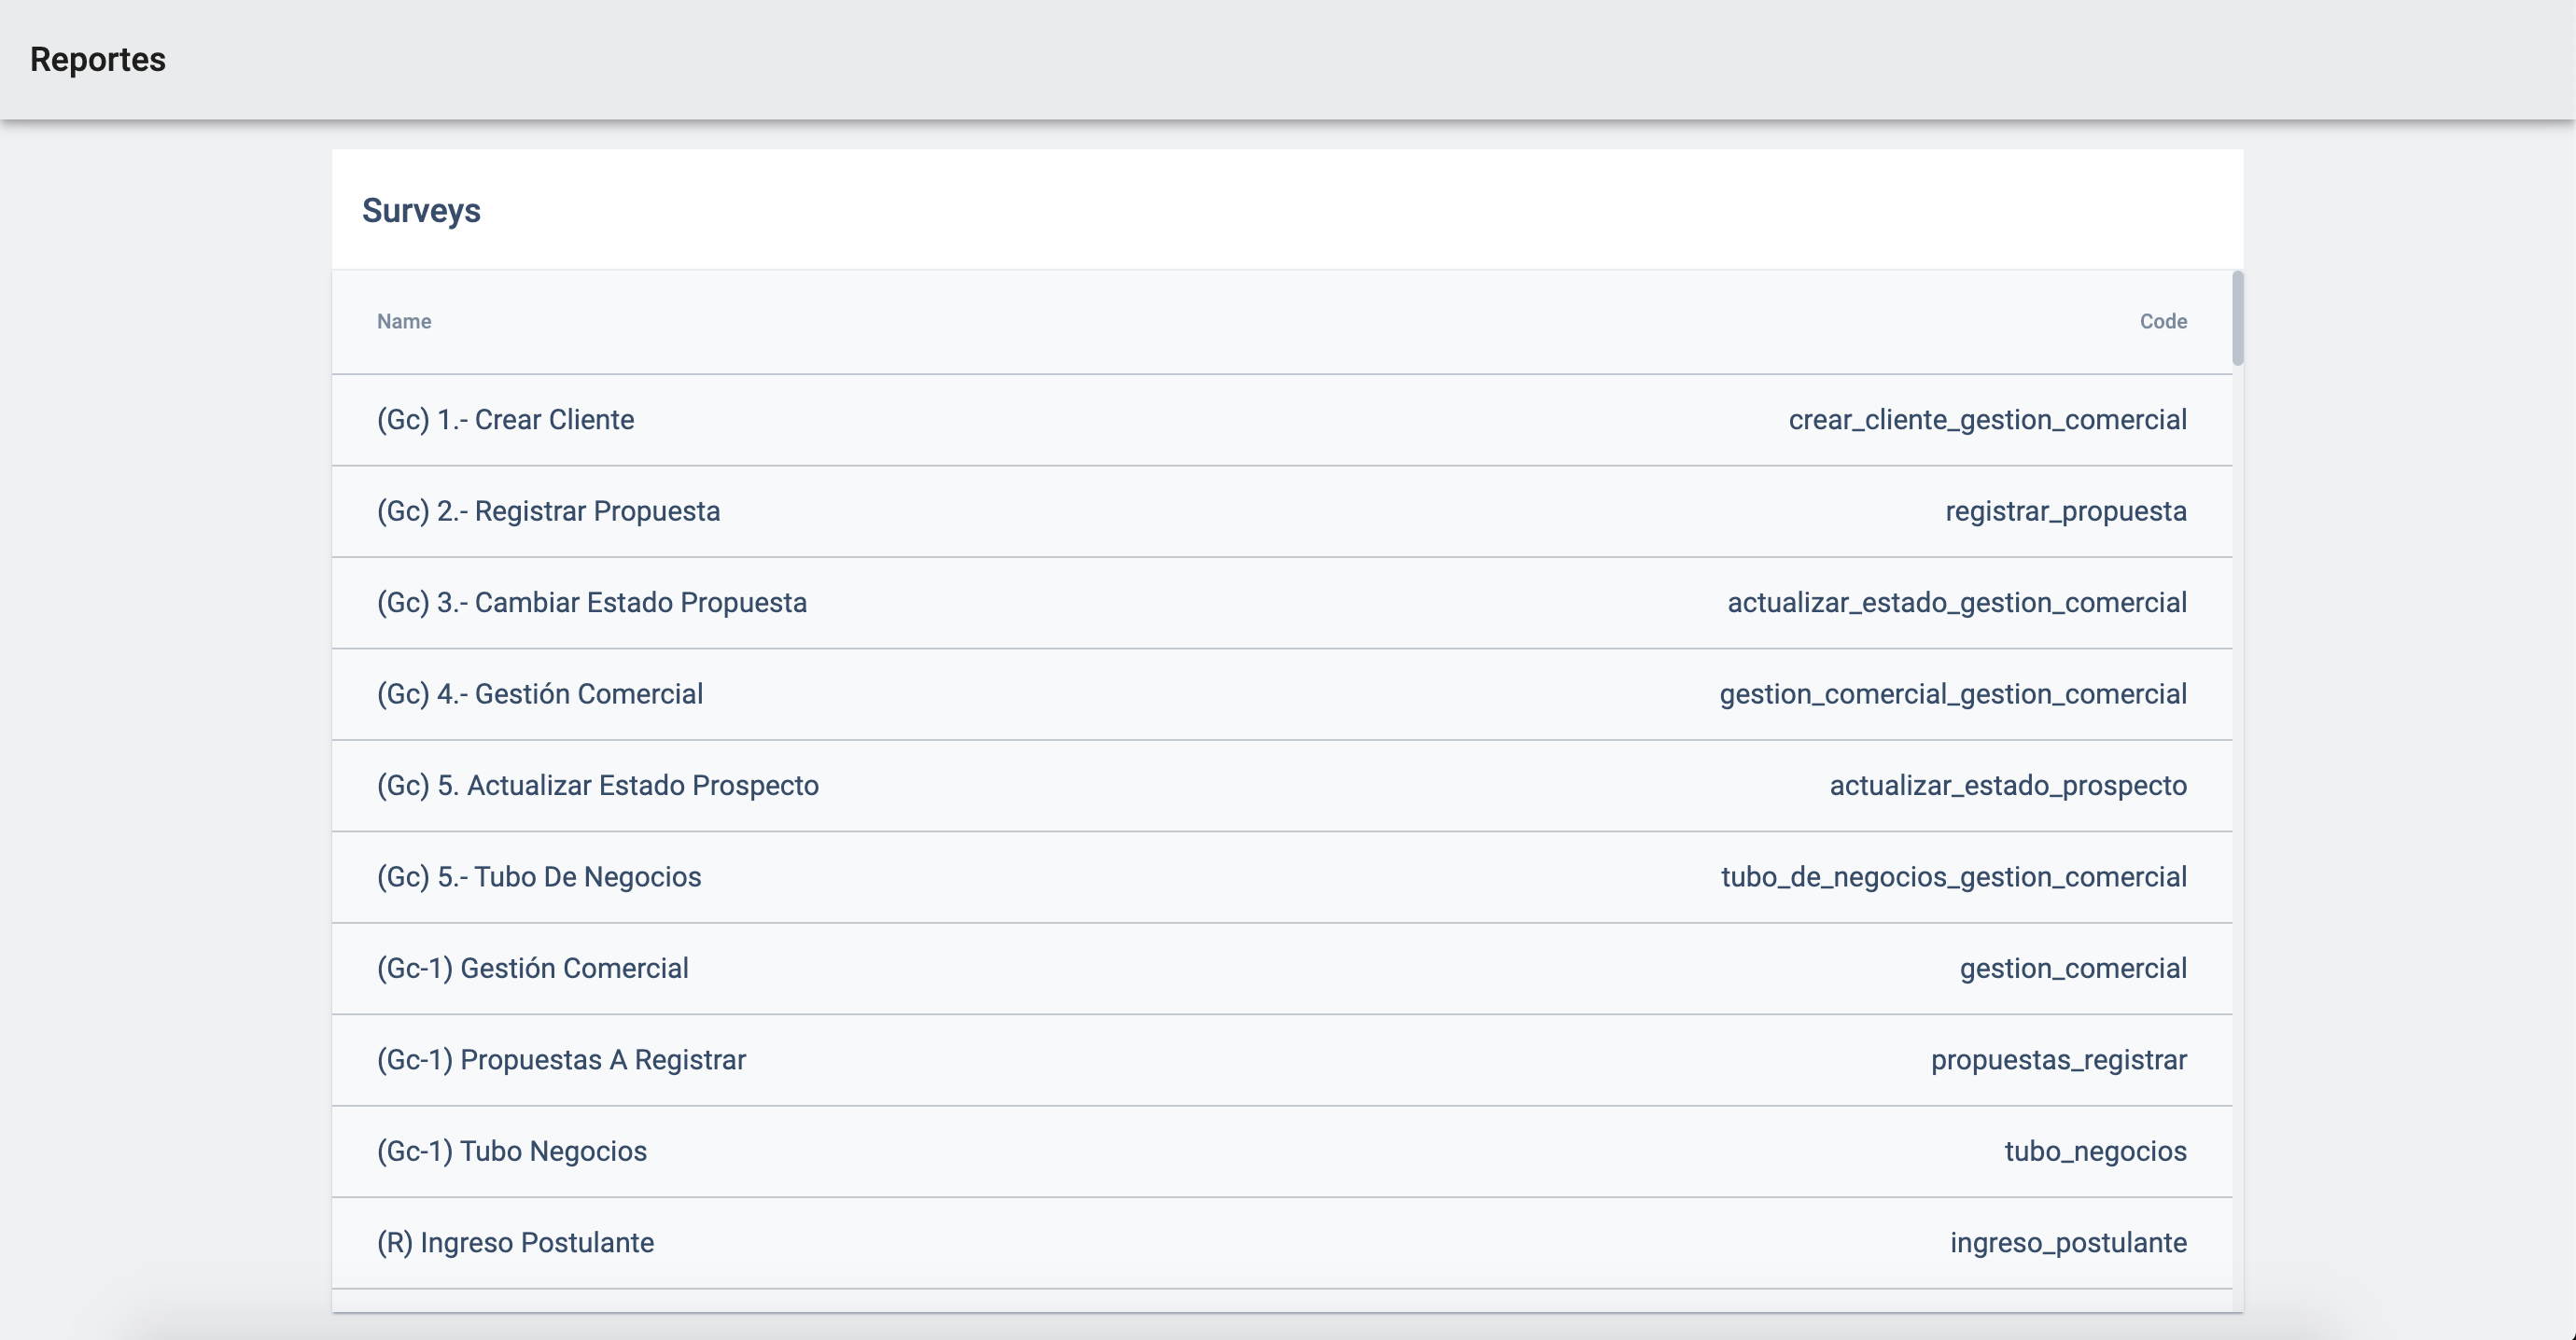 Reportes
Surveys
Name Code
(Gc) 1.- Crear Cliente crear_cliente_gestion_comercial
(Gc) 2.- Registrar Propuesta registrar_propuesta
(Gc) 3.- Cambiar Estado Propuesta actualizar_estado_gestion_comercial
(Gc) 4.- Gestión Comercial gestion_comercial_gestion_comercial
(Gc) 5. Actualizar Estado Prospecto actualizar_estado_prospecto
(Gc) 5.- Tubo De Negocios tubo_de_negocios_gestion_comercial
(Gc-1) Gestión Comercial gestion_comercial
(Gc-1) Propuestas A Registrar propuestas_registrar
(Gc-1) Tubo Negocios tubo_negocios
(R) Ingreso Postulante ingreso_postulante